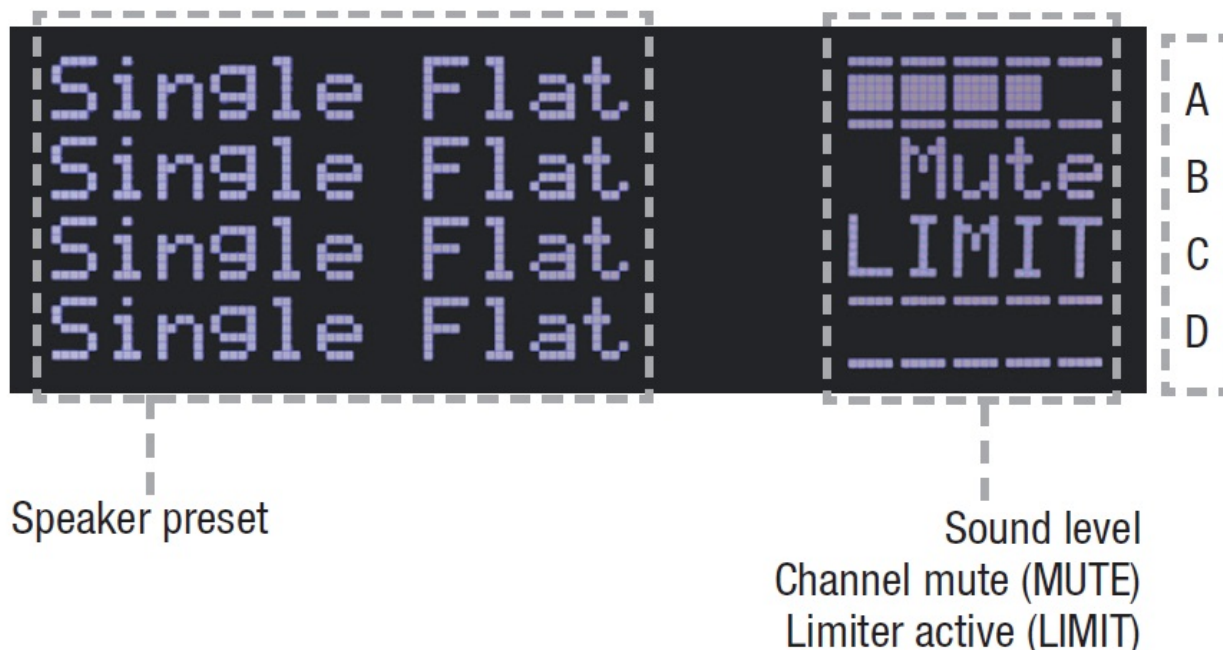 Single Flat
A
Single Flat Mute
B
Single Flat LIMIT
C
Single Flat
D
Speaker preset
Sound level
Channel mute (MUTE)
Limiter active (LIMIT)